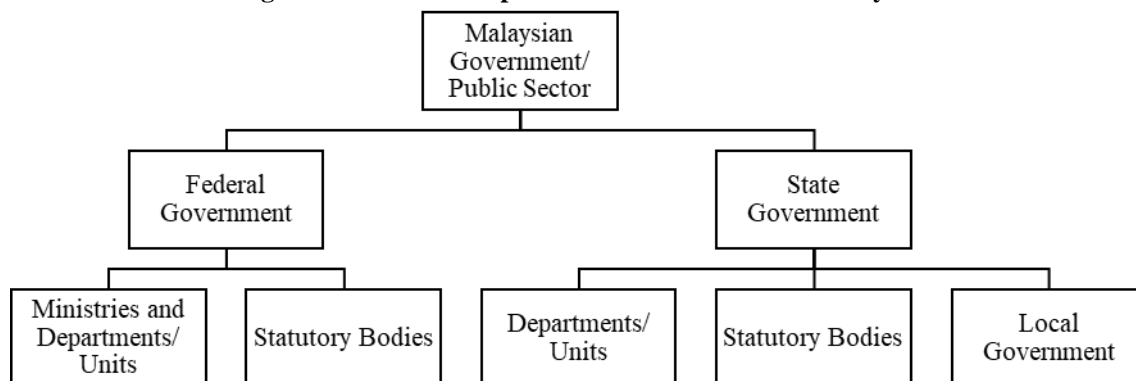 Malaysian
Government/
Public Sector
Federal
Government
State
Government
Ministries and
Departments/
Units
Statutory Bodies
Departments/
Units
Statutory Bodies
Local
Government